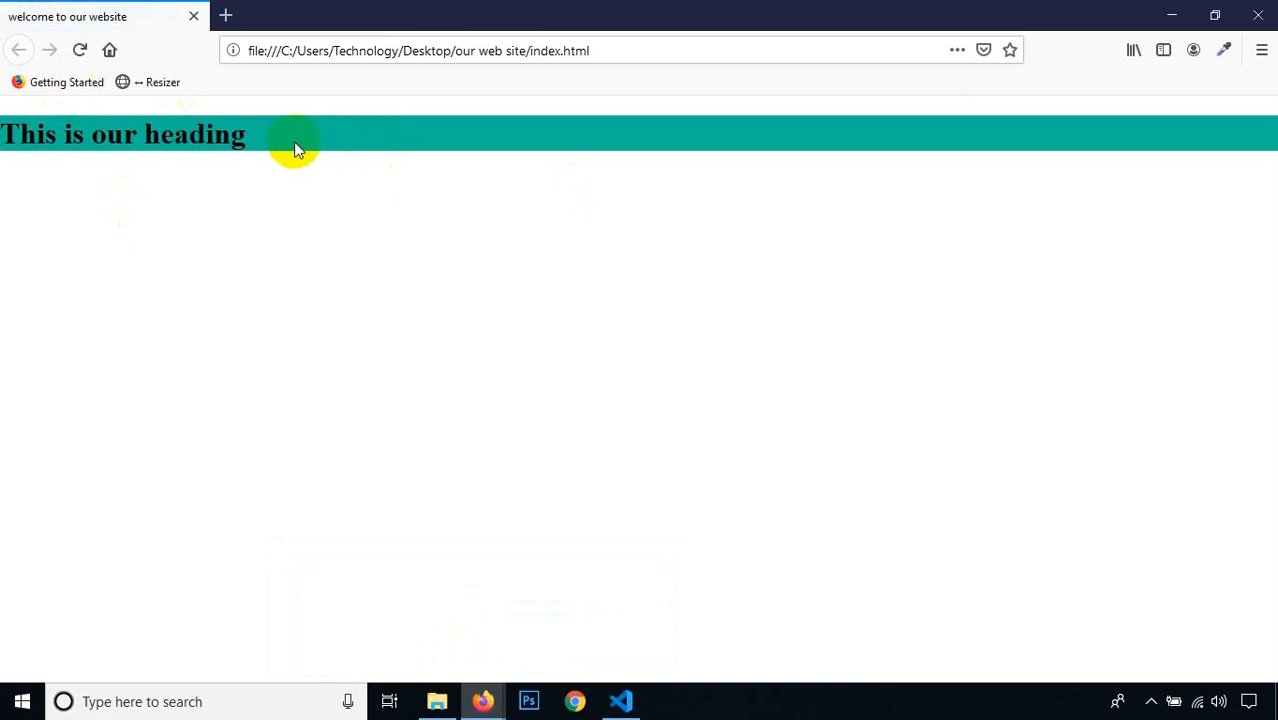 welcome to our website
file:///C:/Users/Technology/Desktop/our web site/index.html
Getting Started
↔ Resizer
This is our heading
Type here to search
Ps